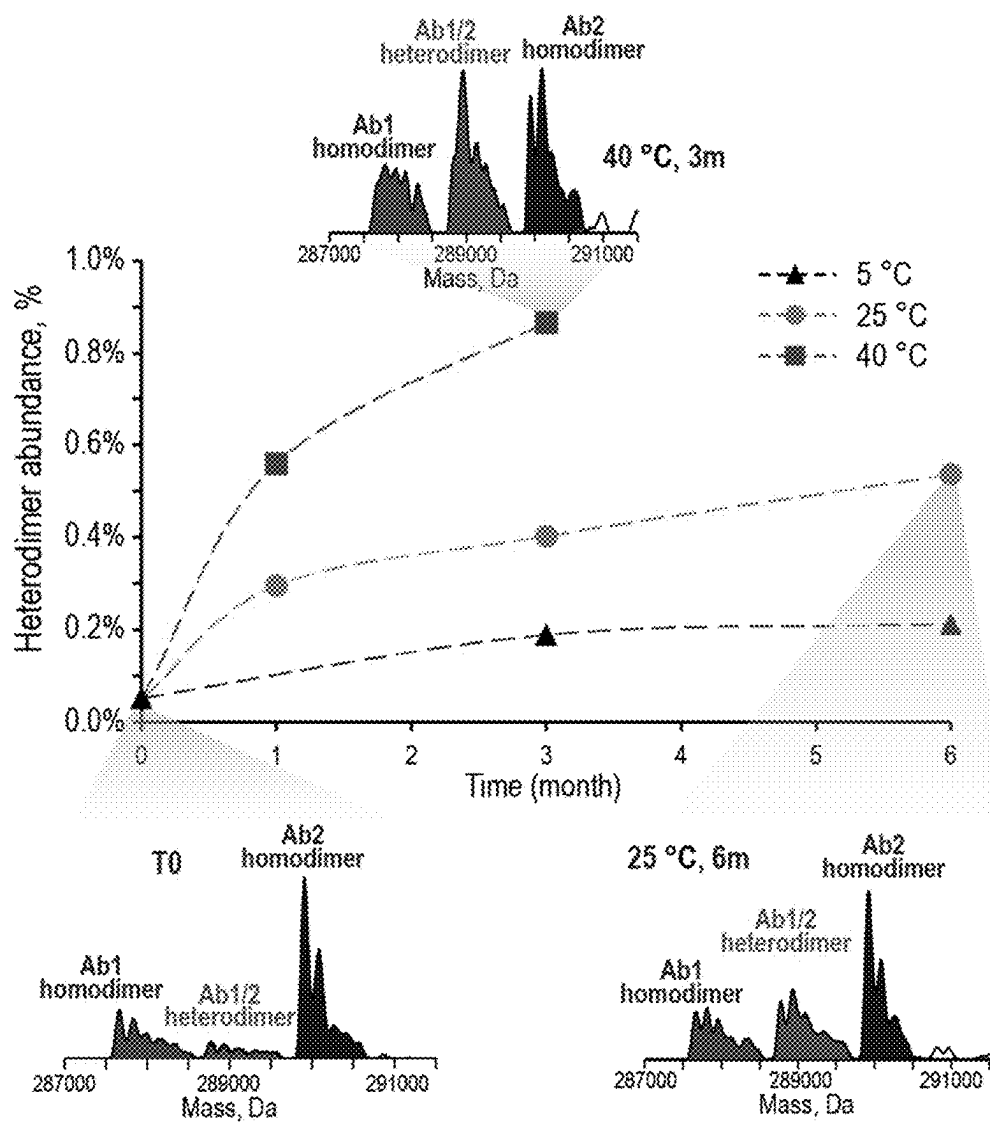 Ab1/2
heterodimer
Ab2
homodimer
Ab1
homodimer
40 °C, 3m
287000 289000 291000
Mass, Da
Heterodimer abundance, %
1.0%
0.8%
0.6%
0.4%
0.2%
0.0%
5 °C
25 °C
40 °C
0 1 2 3 4 5 6
Time (month)
T0
Ab2
homodimer
Ab1
homodimer
Ab1/2
heterodimer
287000 289000 291000
Mass, Da
25 °C, 6m
Ab2
homodimer
Ab1/2
heterodimer
Ab1
homodimer
287000 289000 291000
Mass, Da